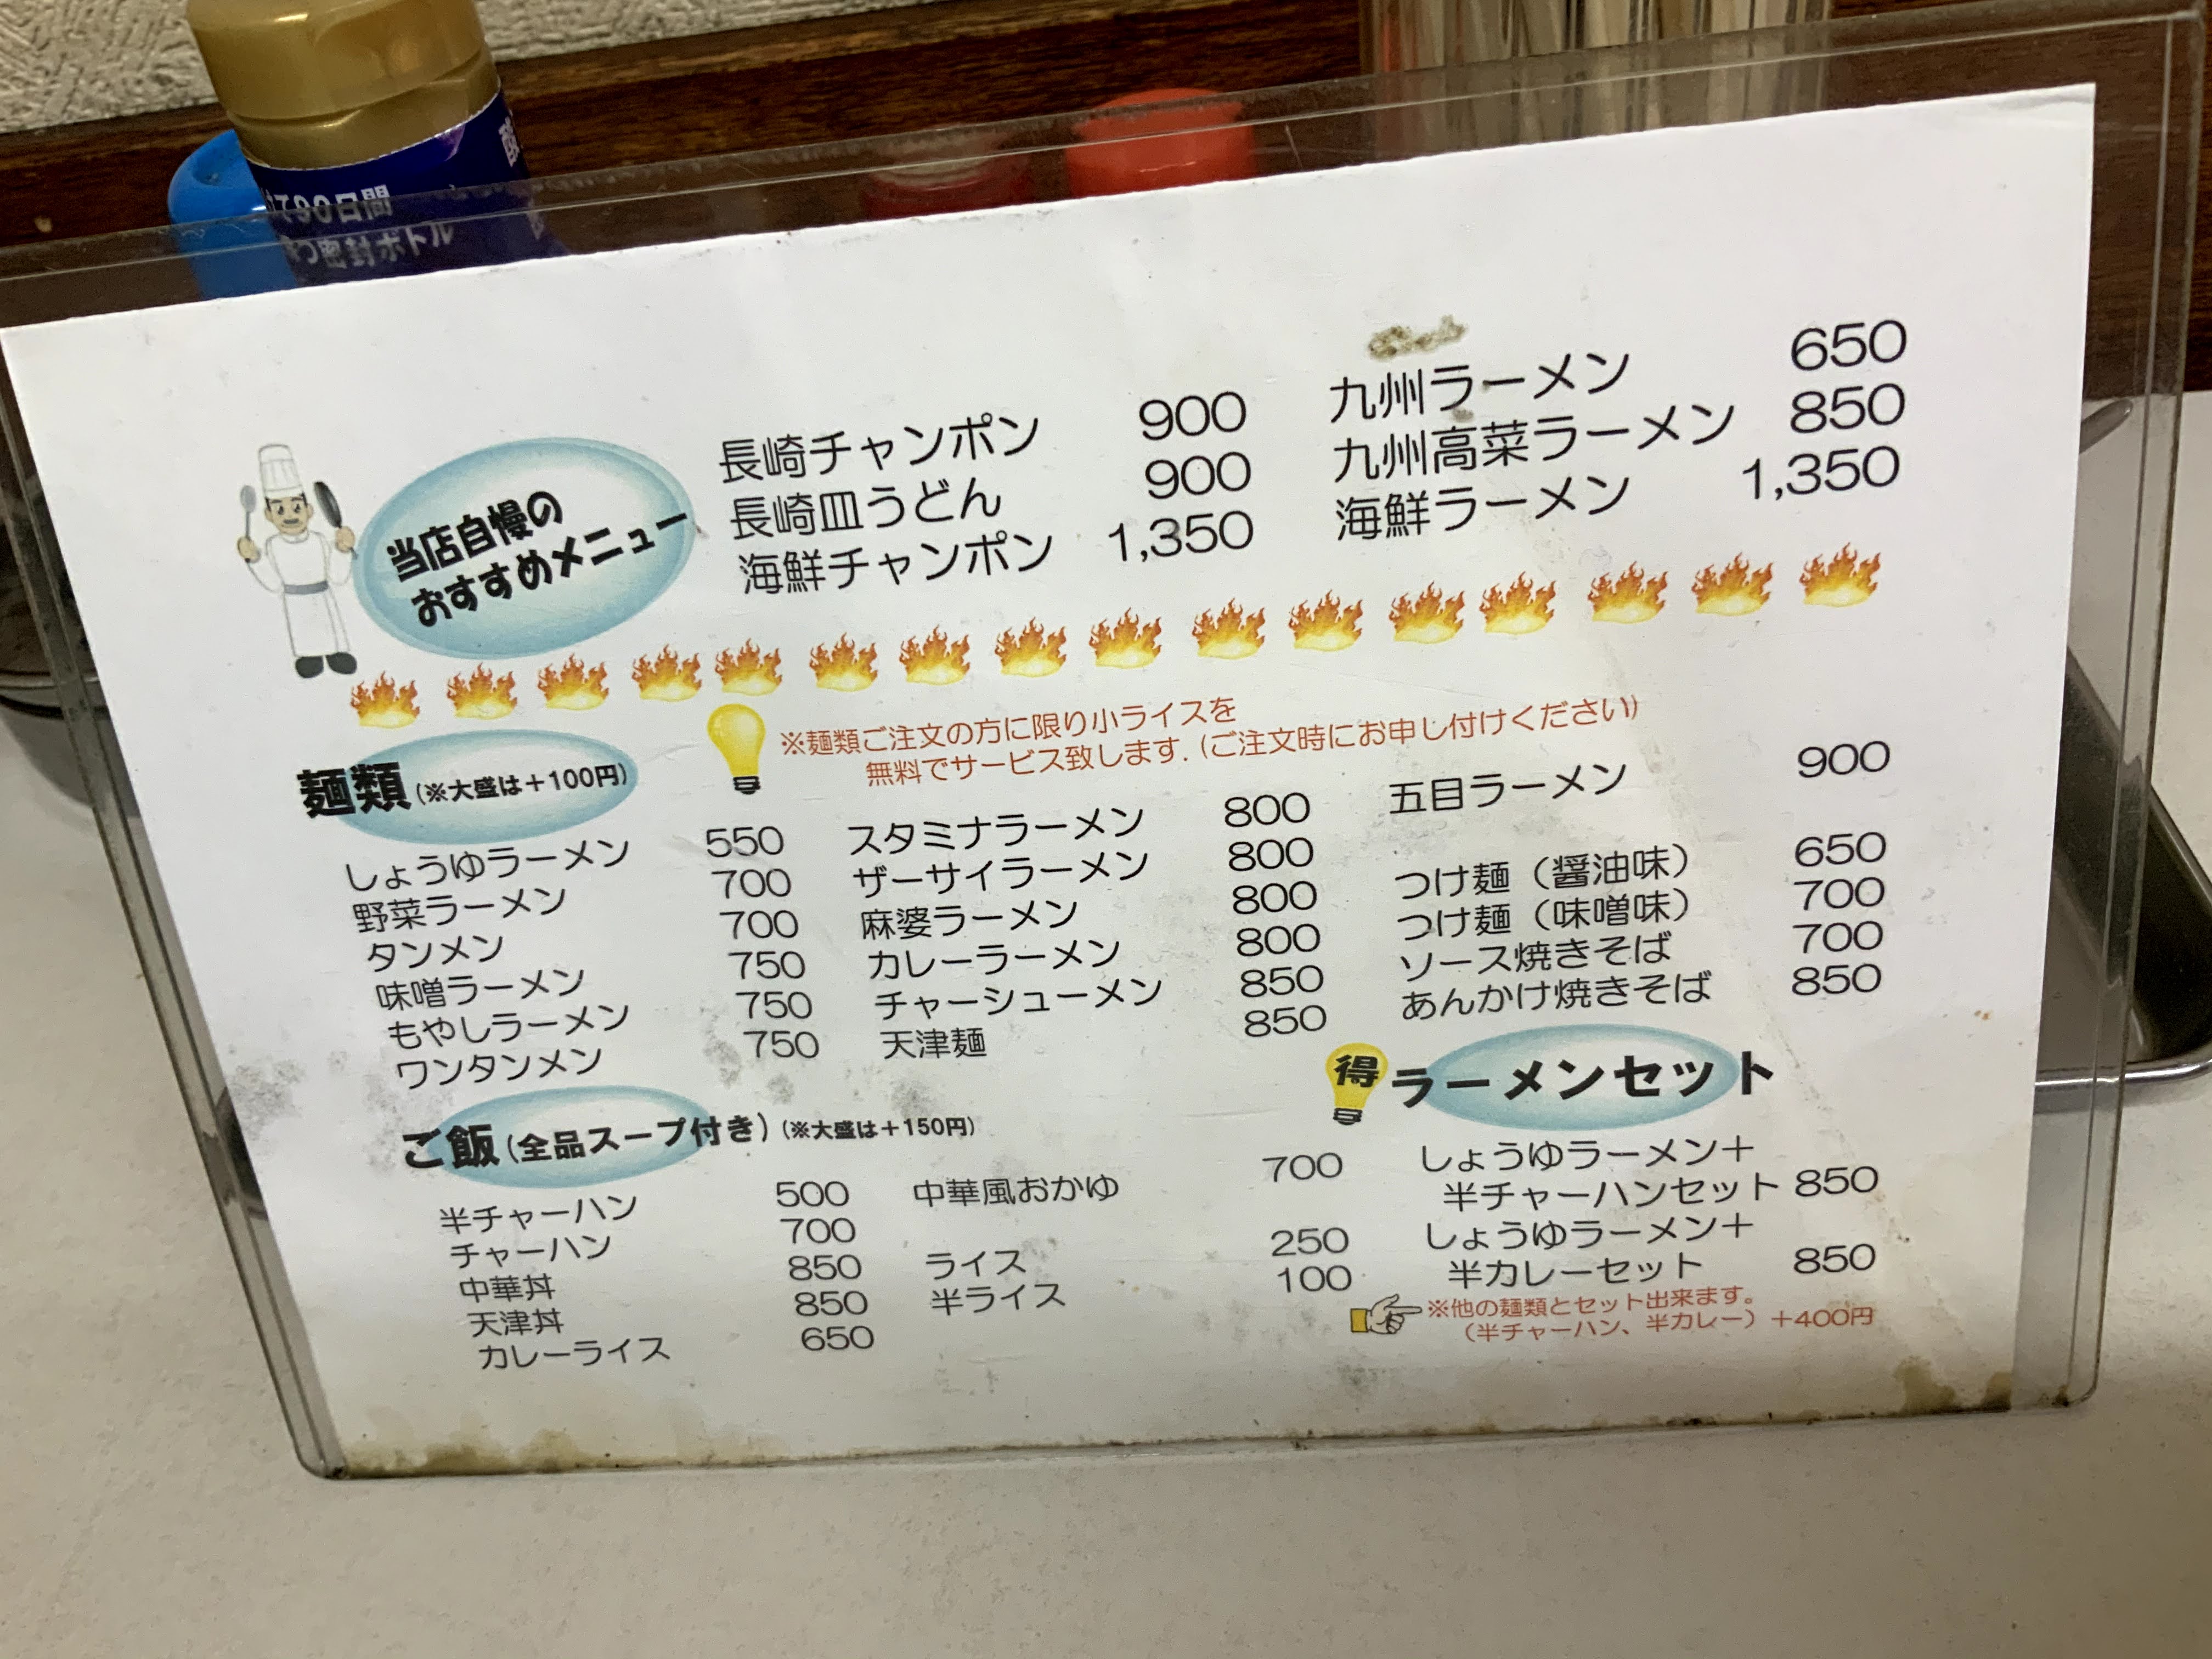 て90日間
つ密封ボトル
当店自慢の
おすすめメニュー
長崎チャンポン 900
長崎皿うどん 900
海鮮チャンポン 1,350
九州ラーメン 650
九州高菜ラーメン 850
海鮮ラーメン 1,350
麺類(※大盛は+100円)
※麺類ご注文の方に限り小ライスを
無料でサービス致します.(ご注文時にお申し付けください)
しょうゆラーメン 550
野菜ラーメン 700
タンメン 700
味噌ラーメン 750
もやしラーメン 750
ワンタンメン 750
スタミナラーメン 800
ザーサイラーメン 800
麻婆ラーメン 800
カレーラーメン 800
チャーシューメン 850
天津麺 850
五目ラーメン 900
つけ麺(醤油味) 650
つけ麺(味噌味) 700
ソース焼きそば 700
あんかけ焼きそば 850
ご飯(全品スープ付き)(※大盛は+150円)
半チャーハン 500
チャーハン 700
中華丼 850
天津丼 850
カレーライス 650
中華風おかゆ 700
ライス 250
半ライス 100
得 ラーメンセット
しょうゆラーメン+
半チャーハンセット 850
しょうゆラーメン+
半カレーセット 850
※他の麺類とセット出来ます。
(半チャーハン、半カレー)+400円